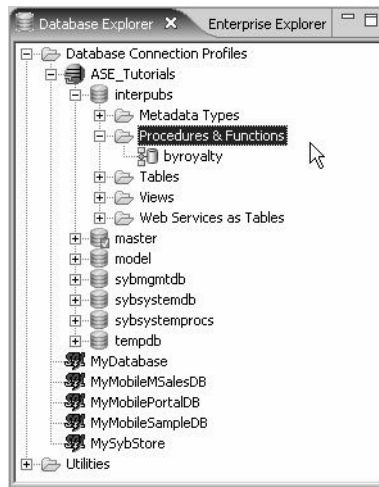 Database Explorer Enterprise Explorer
Database Connection Profiles
ASE_Tutorials
interpubs
Metadata Types
Procedures & Functions
byroyalty
Tables
Views
Web Services as Tables
master
model
sybmgmtdb
sybsystemdb
sybsystemprocs
tempdb
MyDatabase
MyMobileMSalesDB
MyMobilePortalDB
MyMobileSampleDB
MySybStore
Utilities